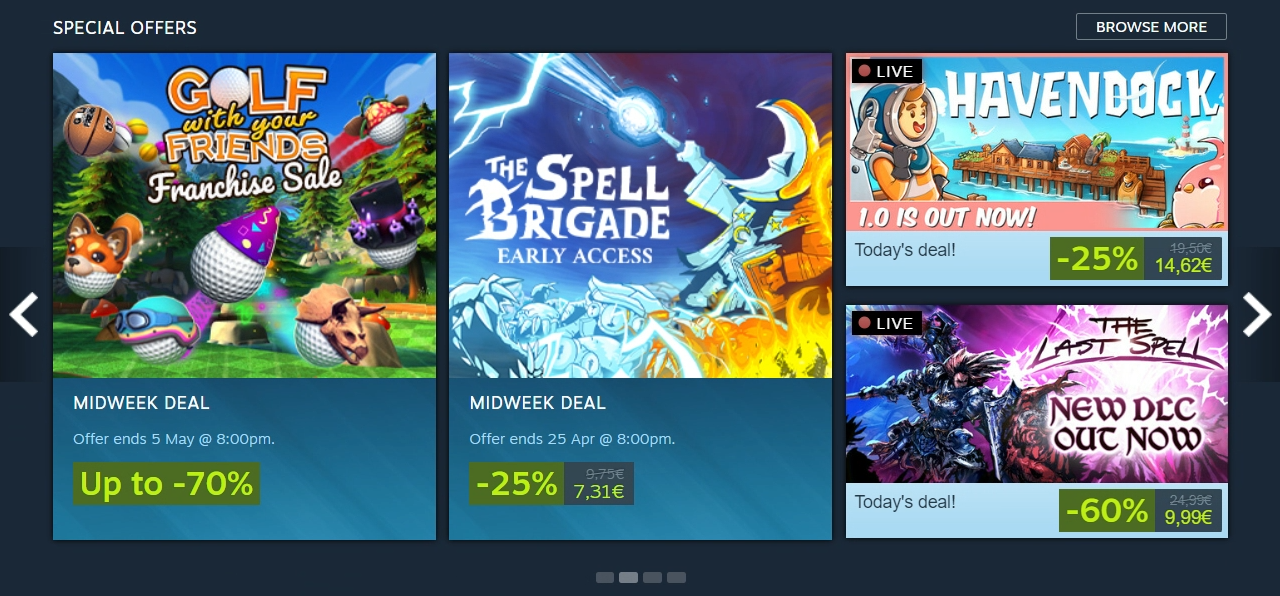 SPECIAL OFFERS
BROWSE MORE
GOLF
with your
FRIENDS
Franchise Sale
MIDWEEK DEAL
Offer ends 5 May @ 8:00pm.
Up to -70%
THE SPELL
BRIGADE
EARLY ACCESS
MIDWEEK DEAL
Offer ends 25 Apr @ 8:00pm.
-25%
9,75€
7,31€
LIVE
HAVENDOCK
1.0 IS OUT NOW!
Today's deal!
-25%
19,50€
14,62€
LIVE
THE
LAST SPELL
NEW DLC
OUT NOW
Today's deal!
-60%
24,99€
9,99€